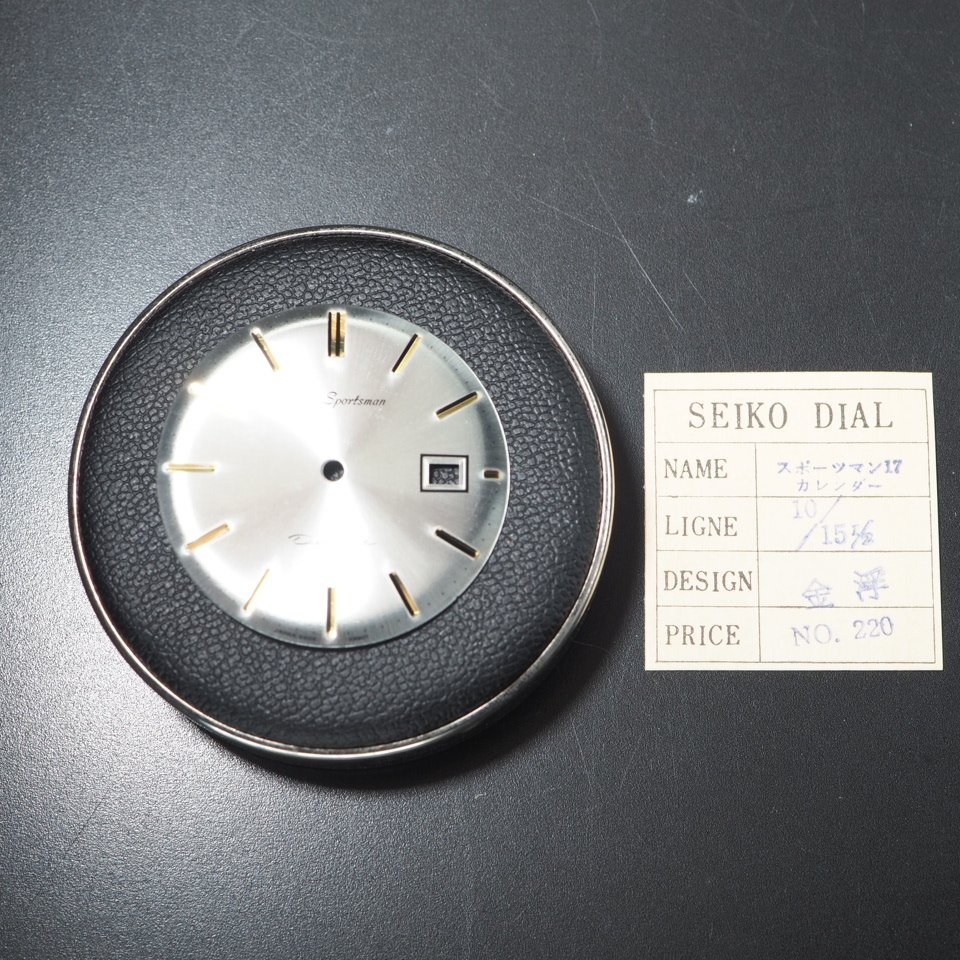 Sportsman
SEIKO DIAL
NAME
スポーツマン17
カレンダー
LIGNE
10/
15½
DESIGN
金浮
PRICE
NO. 220